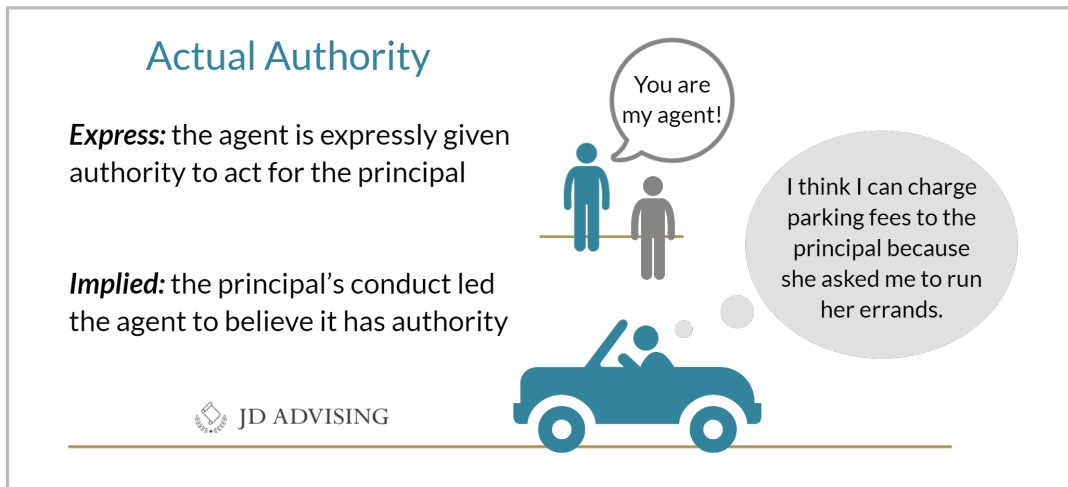 Actual Authority
Express: the agent is expressly given
authority to act for the principal
Implied: the principal's conduct led
the agent to believe it has authority
You are
my agent!
I think I can charge
parking fees to the
principal because
she asked me to run
her errands.
JD ADVISING